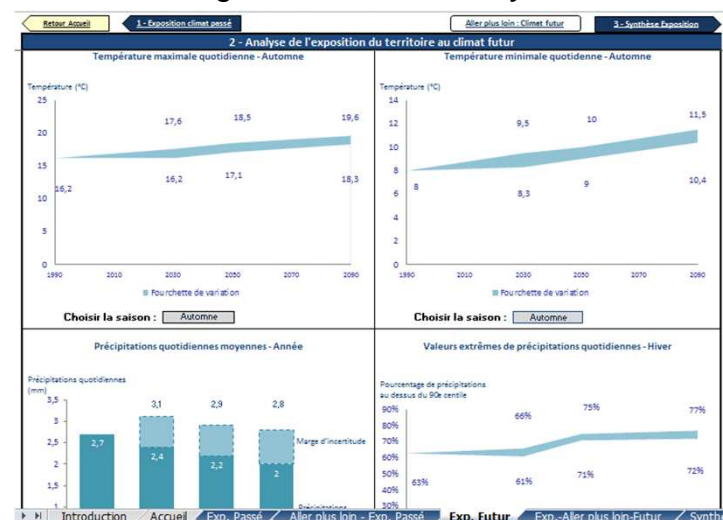 Retour Accueil
1 - Exposition climat passé
Aller plus loin : Climat futur
3 - Synthèse Exposition
2 - Analyse de l'exposition du territoire au climat futur
Température maximale quotidienne - Automne
Température (°C)
25
20
15
10
5
0
17,6
18,5
19,6
16,2
16,2
17,1
18,3
1990 2010 2030 2050 2070 2090
Fourchette de variation
Choisir la saison : Automne
Température minimale quotidenne - Automne
Température (°C)
14
12
10
8
6
4
2
0
9,5
10
11,5
8
8,3
9
10,4
1990 2010 2030 2050 2070 2090
Fourchette de variation
Choisir la saison : Automne
Précipitations quotidiennes moyennes - Année
Précipitations quotidiennes
(mm)
3,5
3
2,5
2
1,5
1
3,1
2,9
2,8
2,7
2,4
2,2
2
Marge d'incertitude
Précipitations
Valeurs extrêmes de précipitations quotidiennes - Hiver
Pourcentage de précipitations
au dessus du 90e centile
90%
80%
70%
60%
50%
40%
30%
66%
75%
77%
63%
61%
71%
72%
Introduction Accueil Exp. Passé Aller plus loin - Exp. Passé Exp. Futur Exp.-Aller plus loin-Futur Synth